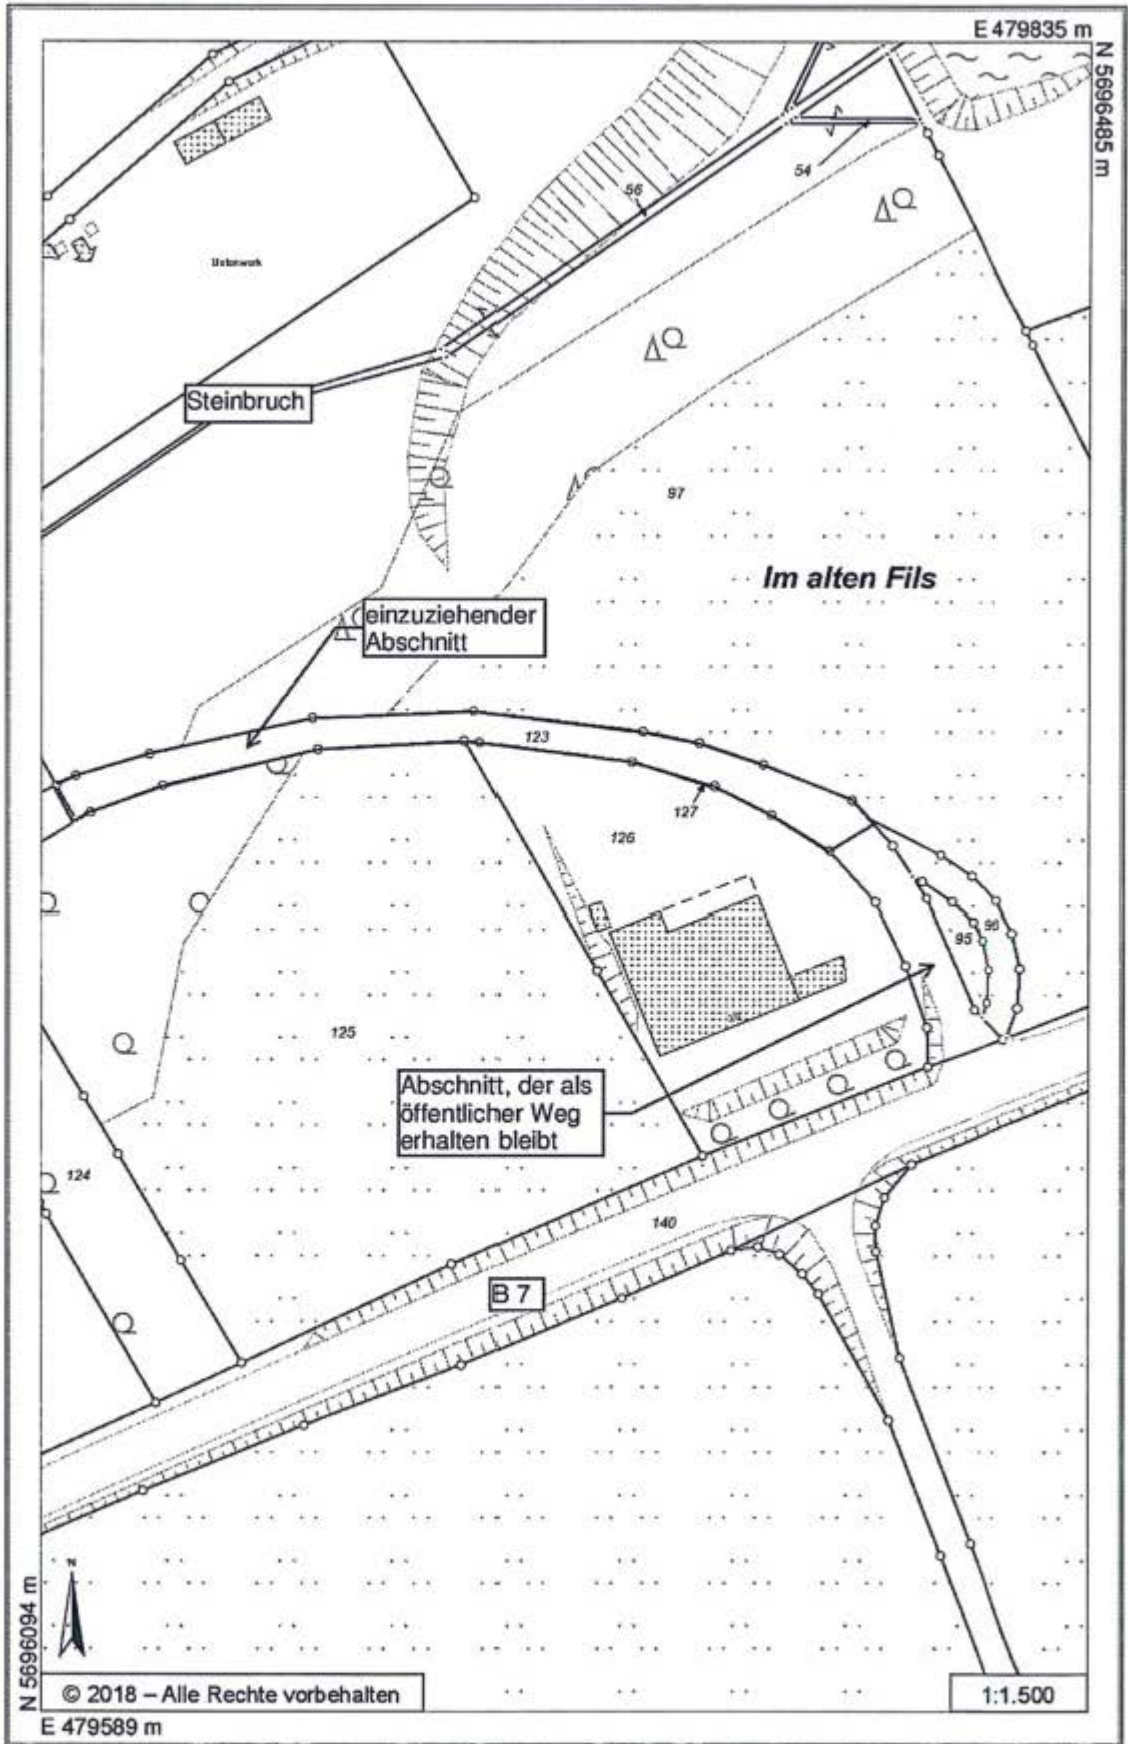 E 479835 m
N 5696485 m
54
56
Steinbruch
97
Im alten Fils
einzuziehender
Abschnitt
123
127
126
95
96
125
Abschnitt, der als
öffentlicher Weg
erhalten bleibt
124
140
B 7
N
N 5696094 m
© 2018 – Alle Rechte vorbehalten
1:1.500
E 479589 m